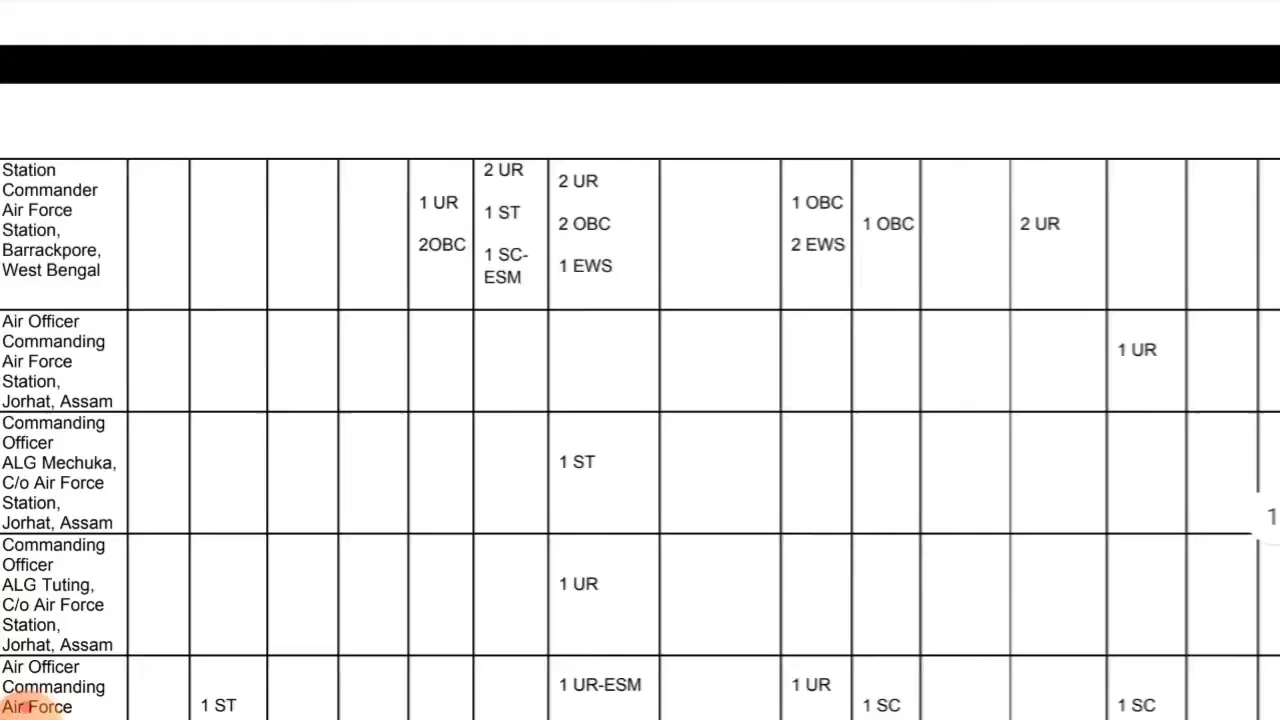 Station
Commander
Air Force
Station,
Barrackpore,
West Bengal
1 UR
2OBC
2 UR
1 ST
1 SC-
ESM
2 UR
2 OBC
1 EWS
1 OBC
2 EWS
1 OBC
2 UR
Air Officer
Commanding
Air Force
Station,
Jorhat, Assam
1 UR
Commanding
Officer
ALG Mechuka,
C/o Air Force
Station,
Jorhat, Assam
1 ST
1
Commanding
Officer
ALG Tuting,
C/o Air Force
Station,
Jorhat, Assam
1 UR
Air Officer
Commanding
Air Force
1 ST
1 UR-ESM
1 UR
1 SC
1 SC